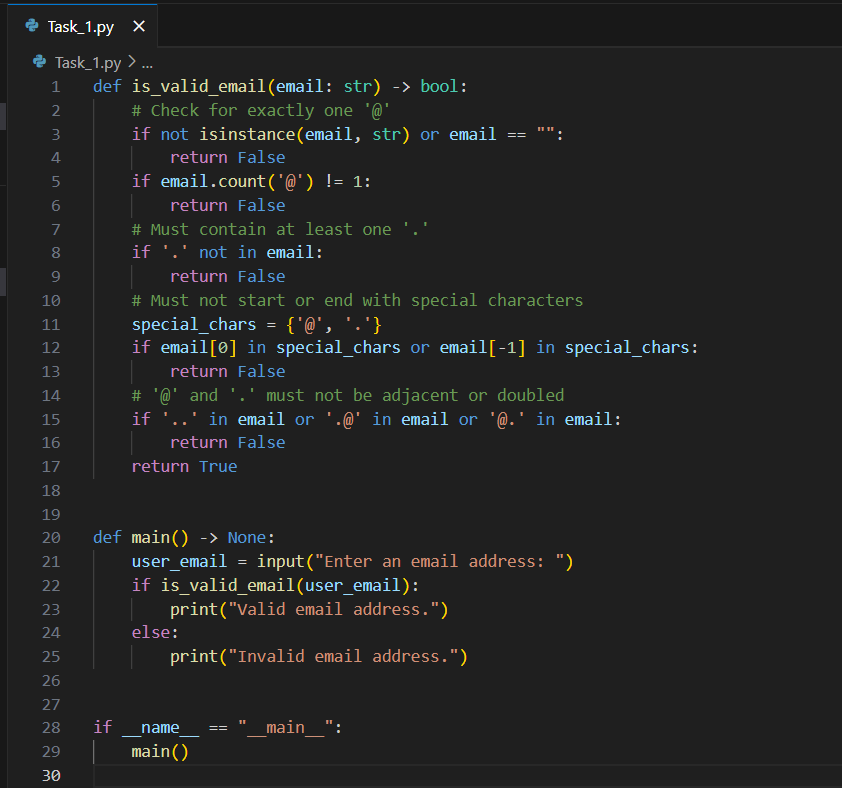 Task_1.py ×
Task_1.py > ...
1 def is_valid_email(email: str) -> bool:
2     # Check for exactly one '@'
3     if not isinstance(email, str) or email == "":
4         return False
5     if email.count('@') != 1:
6         return False
7     # Must contain at least one '.'
8     if '.' not in email:
9         return False
10     # Must not start or end with special characters
11     special_chars = {'@', '.'}
12     if email[0] in special_chars or email[-1] in special_chars:
13         return False
14     # '@' and '.' must not be adjacent or doubled
15     if '..' in email or '.@' in email or '@.' in email:
16         return False
17     return True
18
19
20 def main() -> None:
21     user_email = input("Enter an email address: ")
22     if is_valid_email(user_email):
23         print("Valid email address.")
24     else:
25         print("Invalid email address.")
26
27
28 if __name__ == "__main__":
29     main()
30